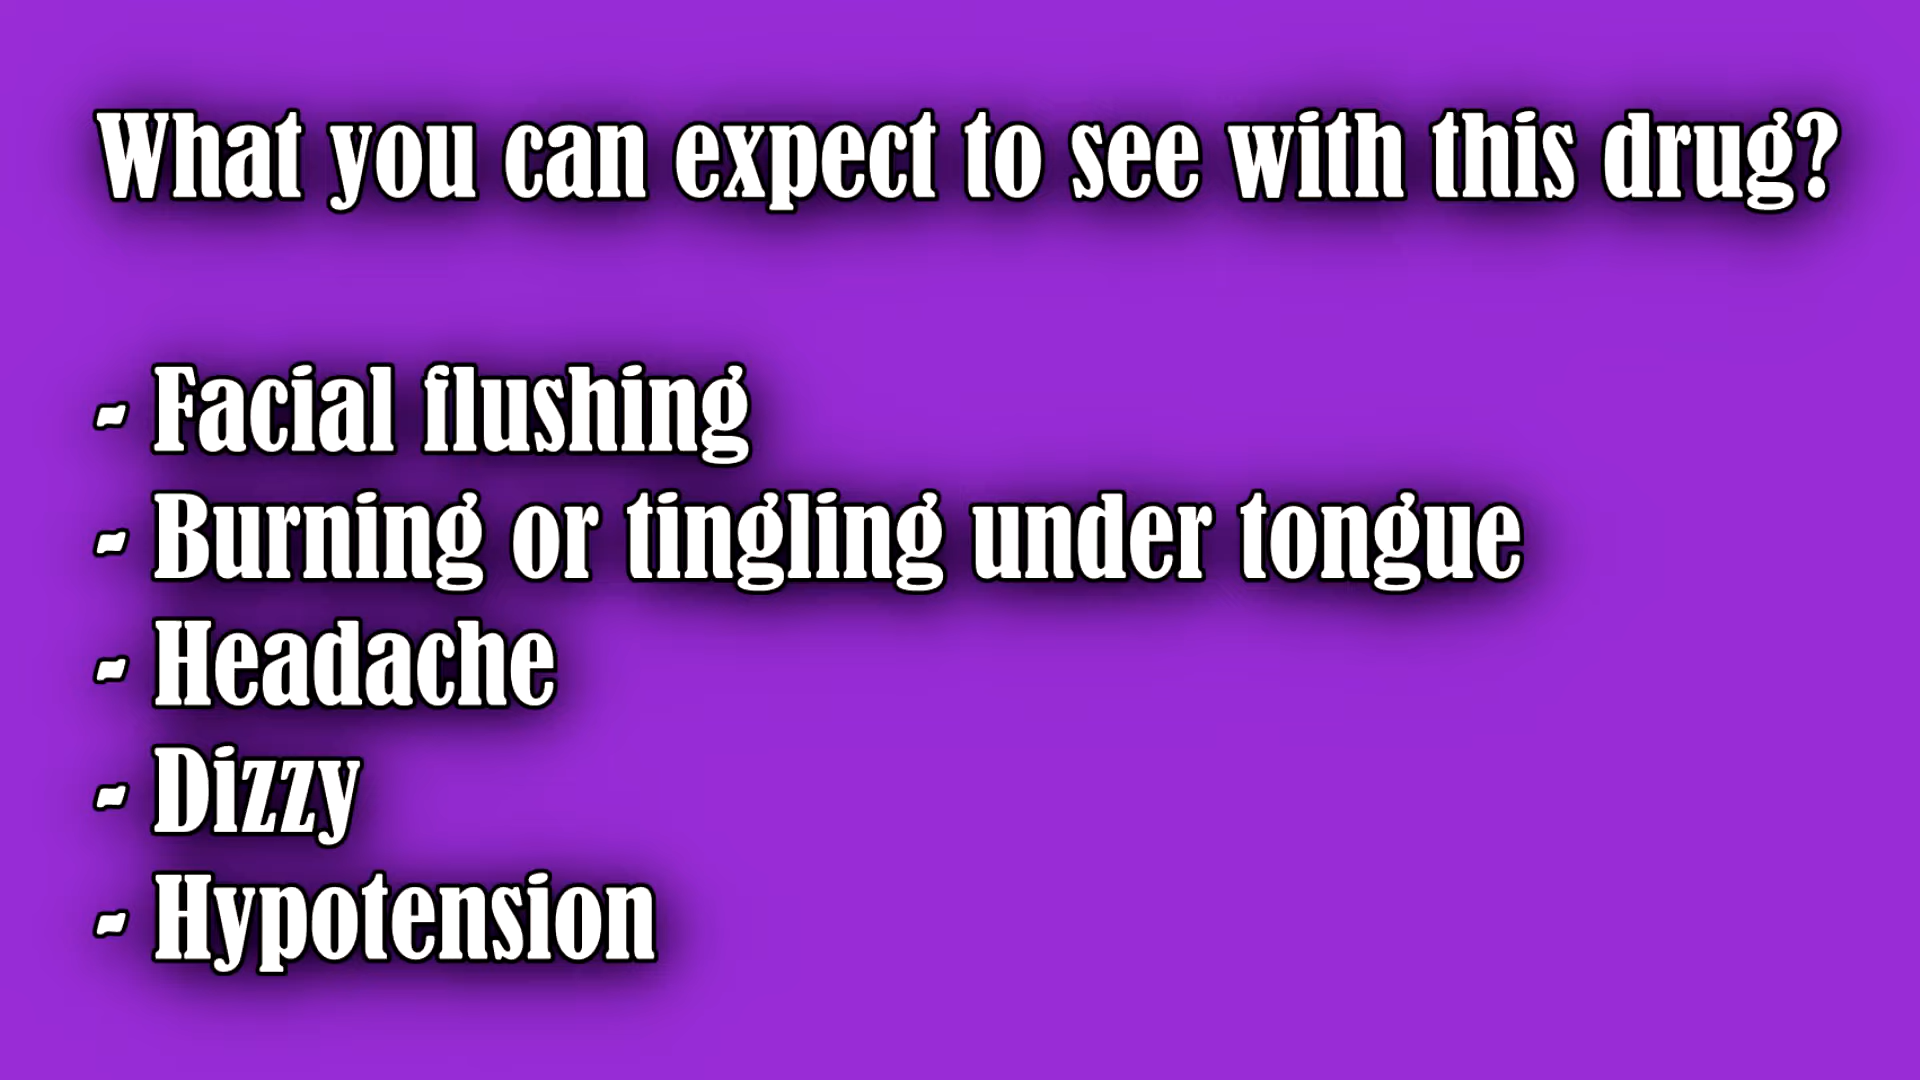 What you can expect to see with this drug?
- Facial flushing
- Burning or tingling under tongue
- Headache
- Dizzy
- Hypotension